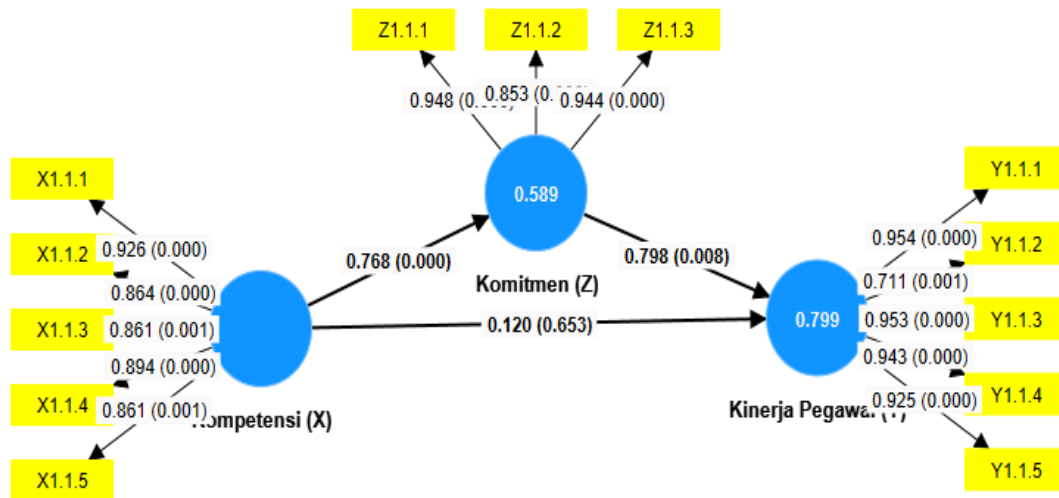 Z1.1.1
Z1.1.2
Z1.1.3
0.948 (0.
0.853 (0.
0.944 (0.000)
0.589
Komitmen (Z)
X1.1.1
X1.1.2
X1.1.3
X1.1.4
X1.1.5
0.926 (0.000)
0.864 (0.000)
0.861 (0.001)
0.894 (0.000)
0.861 (0.001)
ompetensi (X)
0.768 (0.000)
0.798 (0.008)
0.120 (0.653)
0.799
Kinerja Pegawai
Y1.1.1
Y1.1.2
Y1.1.3
Y1.1.4
Y1.1.5
0.954 (0.000)
0.711 (0.001)
0.953 (0.000)
0.943 (0.000)
0.925 (0.000)